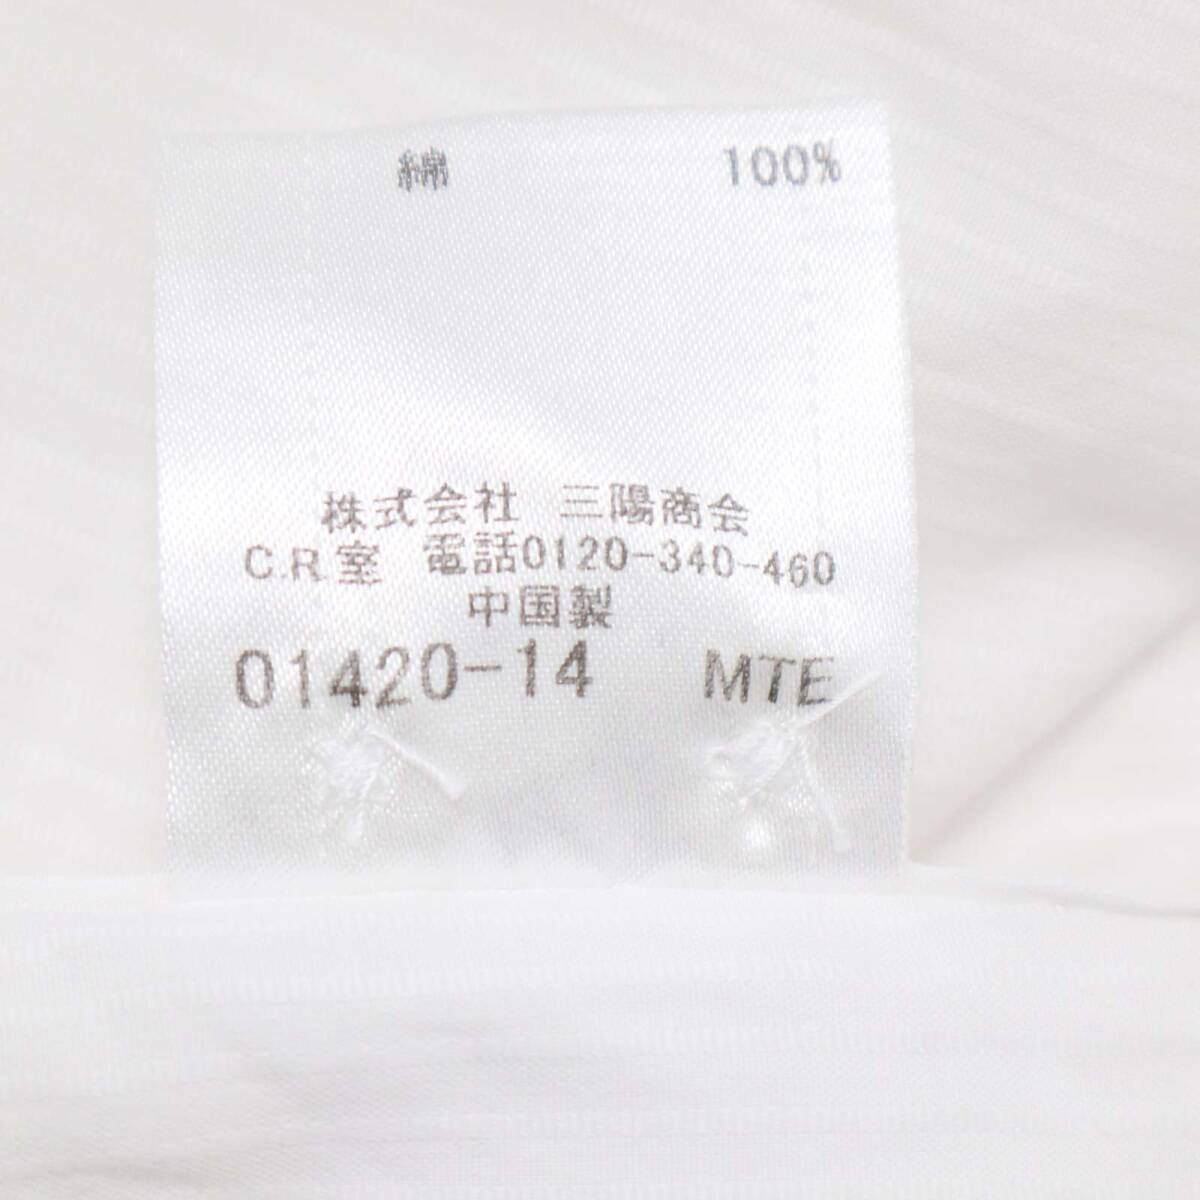 綿 100%
株式会社 三陽商会
C.R室 電話0120-340-460
中国製
01420-14 MTE